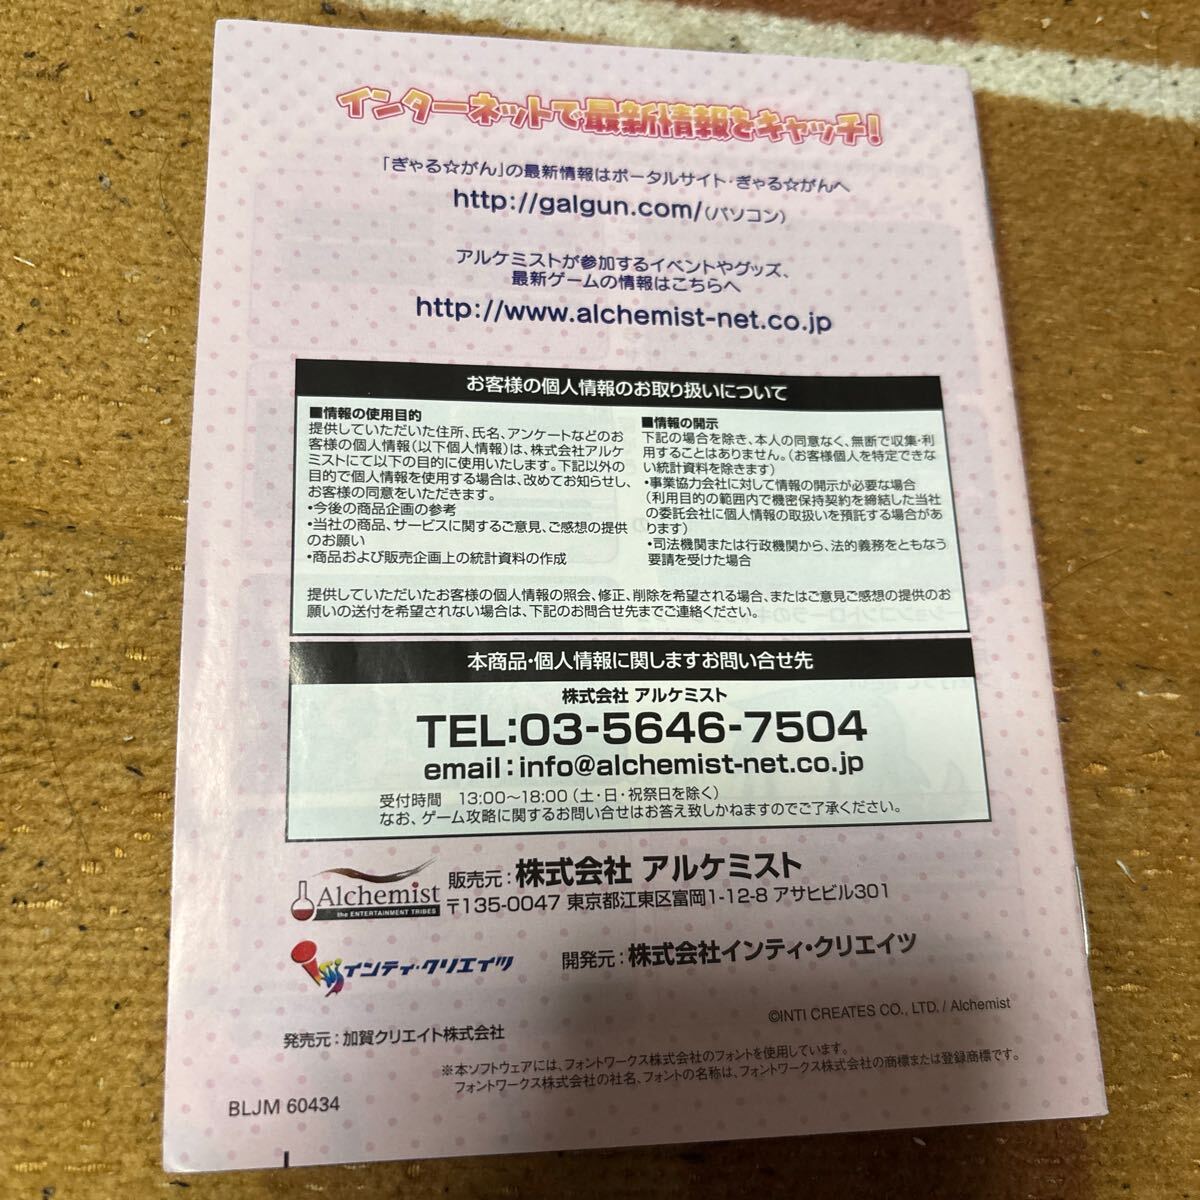 インターネットで最新情報をキャッチ!
「ぎゃる☆がん」の最新情報はポータルサイト・ぎゃる☆がんへ
http://galgun.com/(パソコン)
アルケミストが参加するイベントやグッズ、
最新ゲームの情報はこちらへ
http://www.alchemist-net.co.jp
お客様の個人情報のお取り扱いについて
■情報の使用目的
提供していただいた住所、氏名、アンケートなどのお
客様の個人情報(以下個人情報)は、株式会社アルケ
ミストにて以下の目的に使用いたします。下記以外の
目的で個人情報を使用する場合は、改めてお知らせし、
お客様の同意をいただきます。
・今後の商品企画の参考
・当社の商品、サービスに関するご意見、ご感想の提供
のお願い
・商品および販売企画上の統計資料の作成
■情報の開示
下記の場合を除き、本人の同意なく、無断で収集・利
用することはありません。(お客様個人を特定できな
い統計資料を除きます)
・事業協力会社に対して情報の開示が必要な場合
(利用目的の範囲内で機密保持契約を締結した当社
の委託会社に個人情報の取扱いを預託する場合があ
ります)
・司法機関または行政機関から、法的義務をともなう
要請を受けた場合
提供していただいたお客様の個人情報の照会、修正、削除を希望される場合、またはご意見ご感想の提供のお
願いの送付を希望されない場合は、下記のお問合せ先までご連絡ください。
本商品・個人情報に関しますお問い合せ先
株式会社 アルケミスト
TEL:03-5646-7504
email:info@alchemist-net.co.jp
受付時間 13:00〜18:00(土・日・祝祭日を除く)
なお、ゲーム攻略に関するお問い合せはお答え致しかねますのでご了承ください。
Alchemist
the ENTERTAINMENT TRIBES
販売元:株式会社 アルケミスト
〒135-0047 東京都江東区富岡1-12-8 アサヒビル301
インティ・クリエイツ
開発元:株式会社インティ・クリエイツ
©INTI CREATES CO., LTD. / Alchemist
発売元:加賀クリエイト株式会社
※本ソフトウェアには、フォントワークス株式会社のフォントを使用しています。
フォントワークス株式会社の社名、フォントの名称は、フォントワークス株式会社の商標または登録商標です。
BLJM 60434